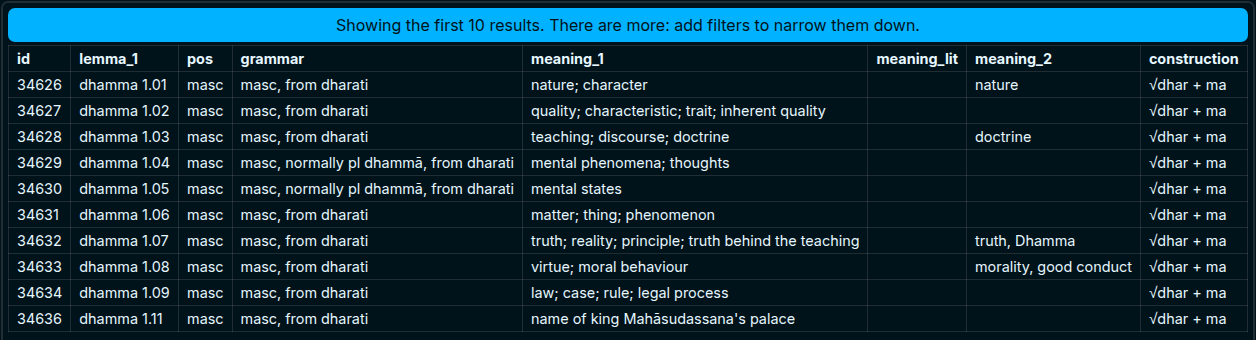 Showing the first 10 results. There are more: add filters to narrow them down.
id lemma_1 pos grammar meaning_1 meaning_lit meaning_2 construction
34626 dhamma 1.01 masc masc, from dharati nature; character nature √dhar + ma
34627 dhamma 1.02 masc masc, from dharati quality; characteristic; trait; inherent quality √dhar + ma
34628 dhamma 1.03 masc masc, from dharati teaching; discourse; doctrine doctrine √dhar + ma
34629 dhamma 1.04 masc masc, normally pl dhammā, from dharati mental phenomena; thoughts √dhar + ma
34630 dhamma 1.05 masc masc, normally pl dhammā, from dharati mental states √dhar + ma
34631 dhamma 1.06 masc masc, from dharati matter; thing; phenomenon √dhar + ma
34632 dhamma 1.07 masc masc, from dharati truth; reality; principle; truth behind the teaching truth, Dhamma √dhar + ma
34633 dhamma 1.08 masc masc, from dharati virtue; moral behaviour morality, good conduct √dhar + ma
34634 dhamma 1.09 masc masc, from dharati law; case; rule; legal process √dhar + ma
34636 dhamma 1.11 masc masc, from dharati name of king Mahāsudassana's palace √dhar + ma